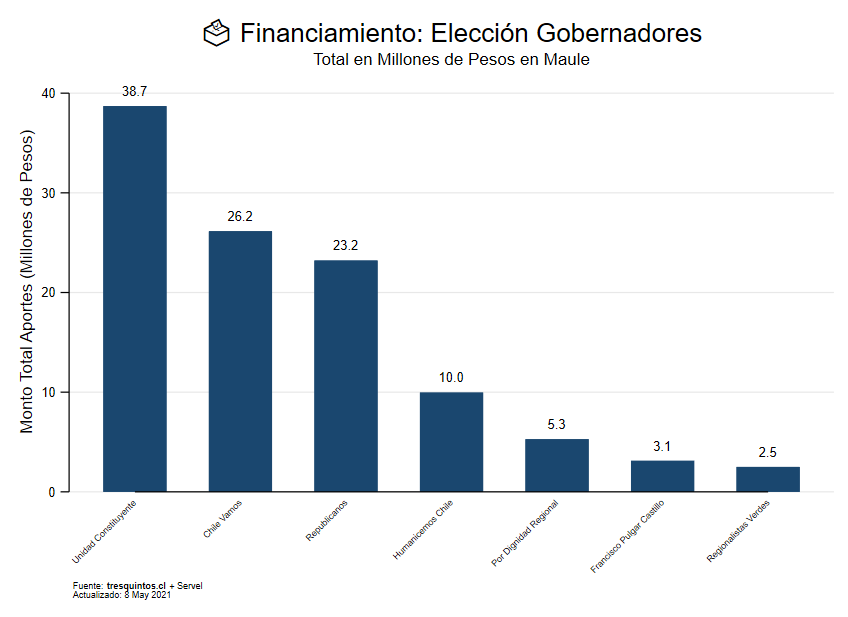 Financiamiento: Elección Gobernadores
Total en Millones de Pesos en Maule
Monto Total Aportes (Millones de Pesos)
40
30
20
10
0
38.7
26.2
23.2
10.0
5.3
3.1
2.5
Unidad Constituyente
Chile Vamos
Republicanos
Humanicemos Chile
Por Dignidad Regional
Francisco Pulgar Castillo
Regionalistas Verdes
Fuente: tresquintos.cl + Servel
Actualizado: 8 May 2021